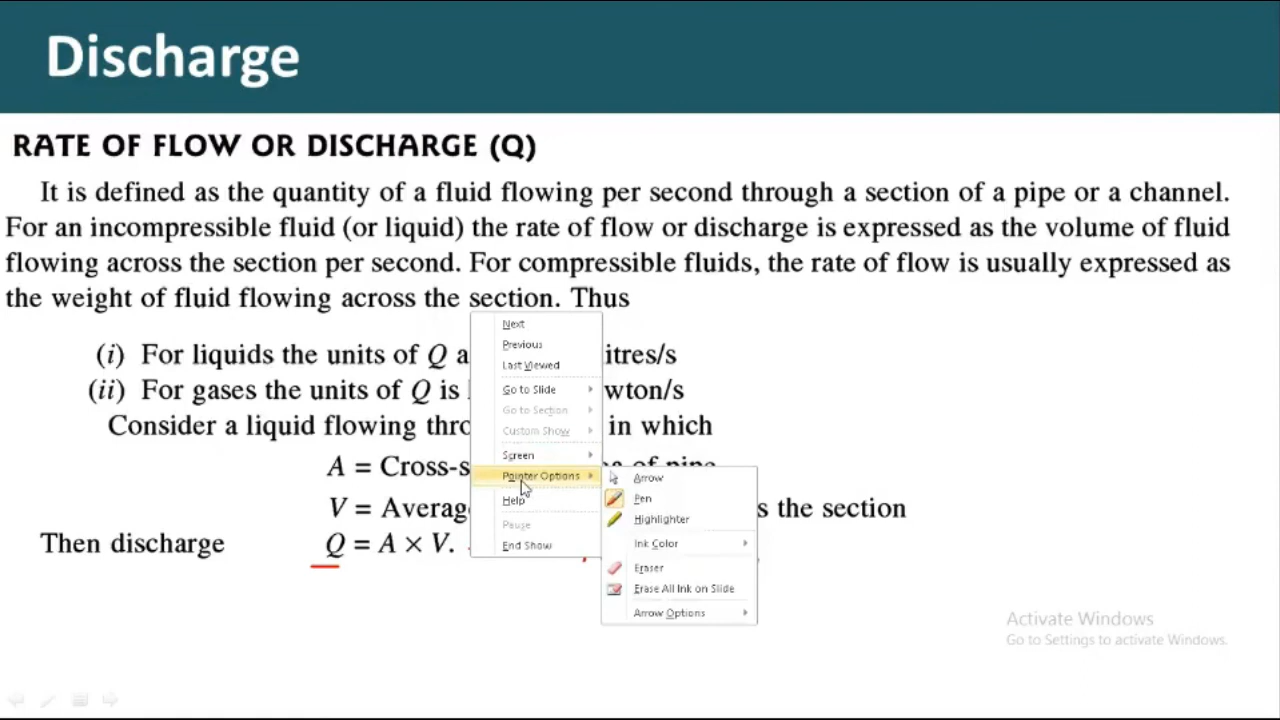 Discharge
RATE OF FLOW OR DISCHARGE (Q)
It is defined as the quantity of a fluid flowing per second through a section of a pipe or a channel.
For an incompressible fluid (or liquid) the rate of flow or discharge is expressed as the volume of fluid
flowing across the section per second. For compressible fluids, the rate of flow is usually expressed as
the weight of fluid flowing across the section. Thus
(i) For liquids the units of Q a itres/s
(ii) For gases the units of Q is wton/s
Consider a liquid flowing thro in which
A = Cross-s of pipe
V = Average s the section
Then discharge Q = A × V.
Next
Previous
Last Viewed
Go to Slide
Go to Section
Custom Show
Screen
Pointer Options
Help
Pause
End Show
Arrow
Pen
Highlighter
Ink Color
Eraser
Erase All Ink on Slide
Arrow Options
Activate Windows
Go to Settings to activate Windows.